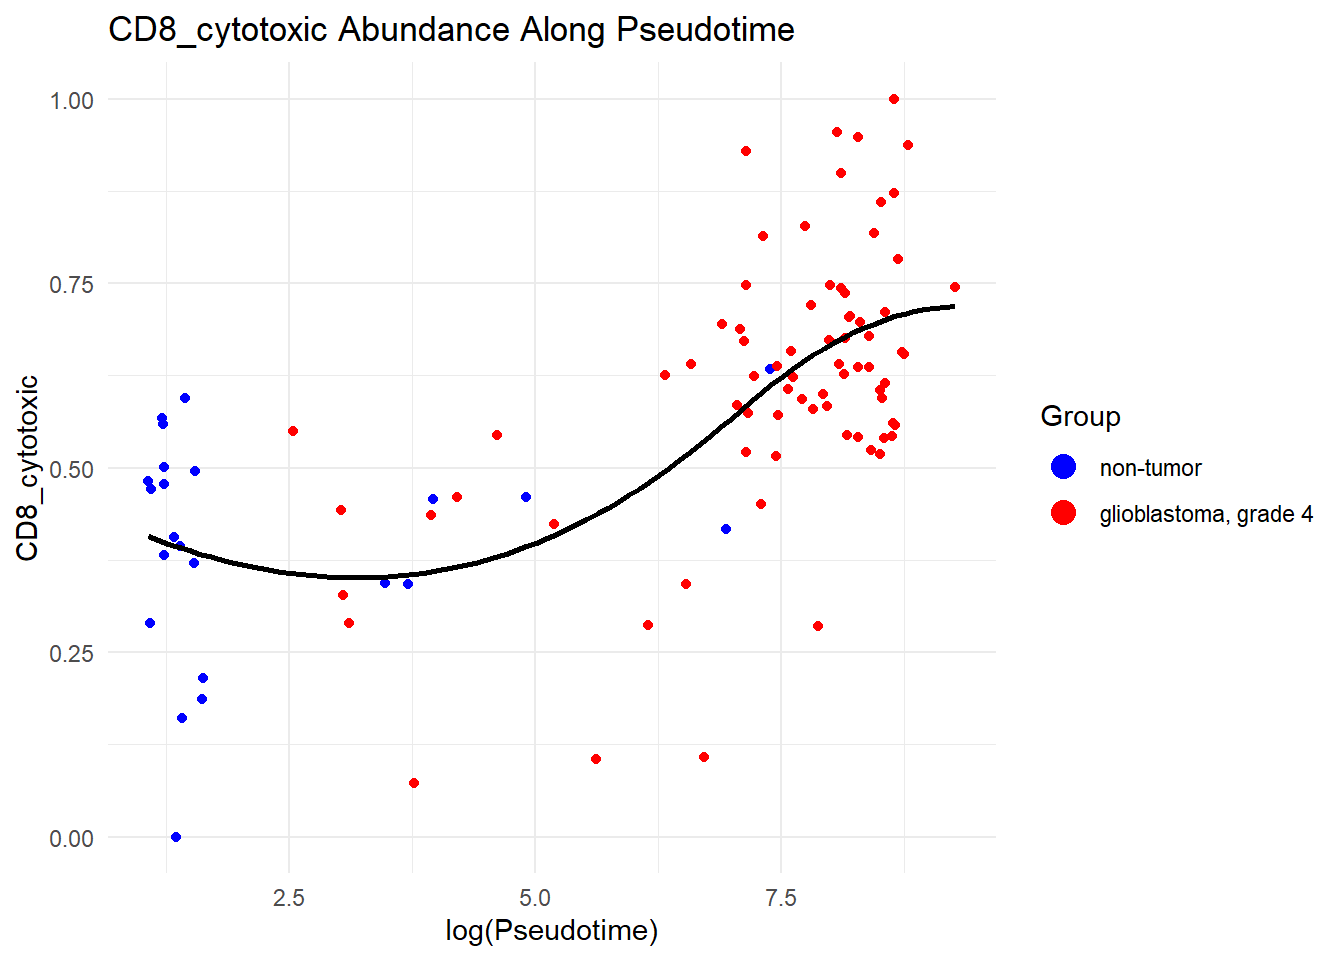 CD8_cytotoxic Abundance Along Pseudotime
1.00
0.75
0.50
0.25
0.00
CD8_cytotoxic
2.5
5.0
7.5
log(Pseudotime)
Group
non-tumor
glioblastoma, grade 4